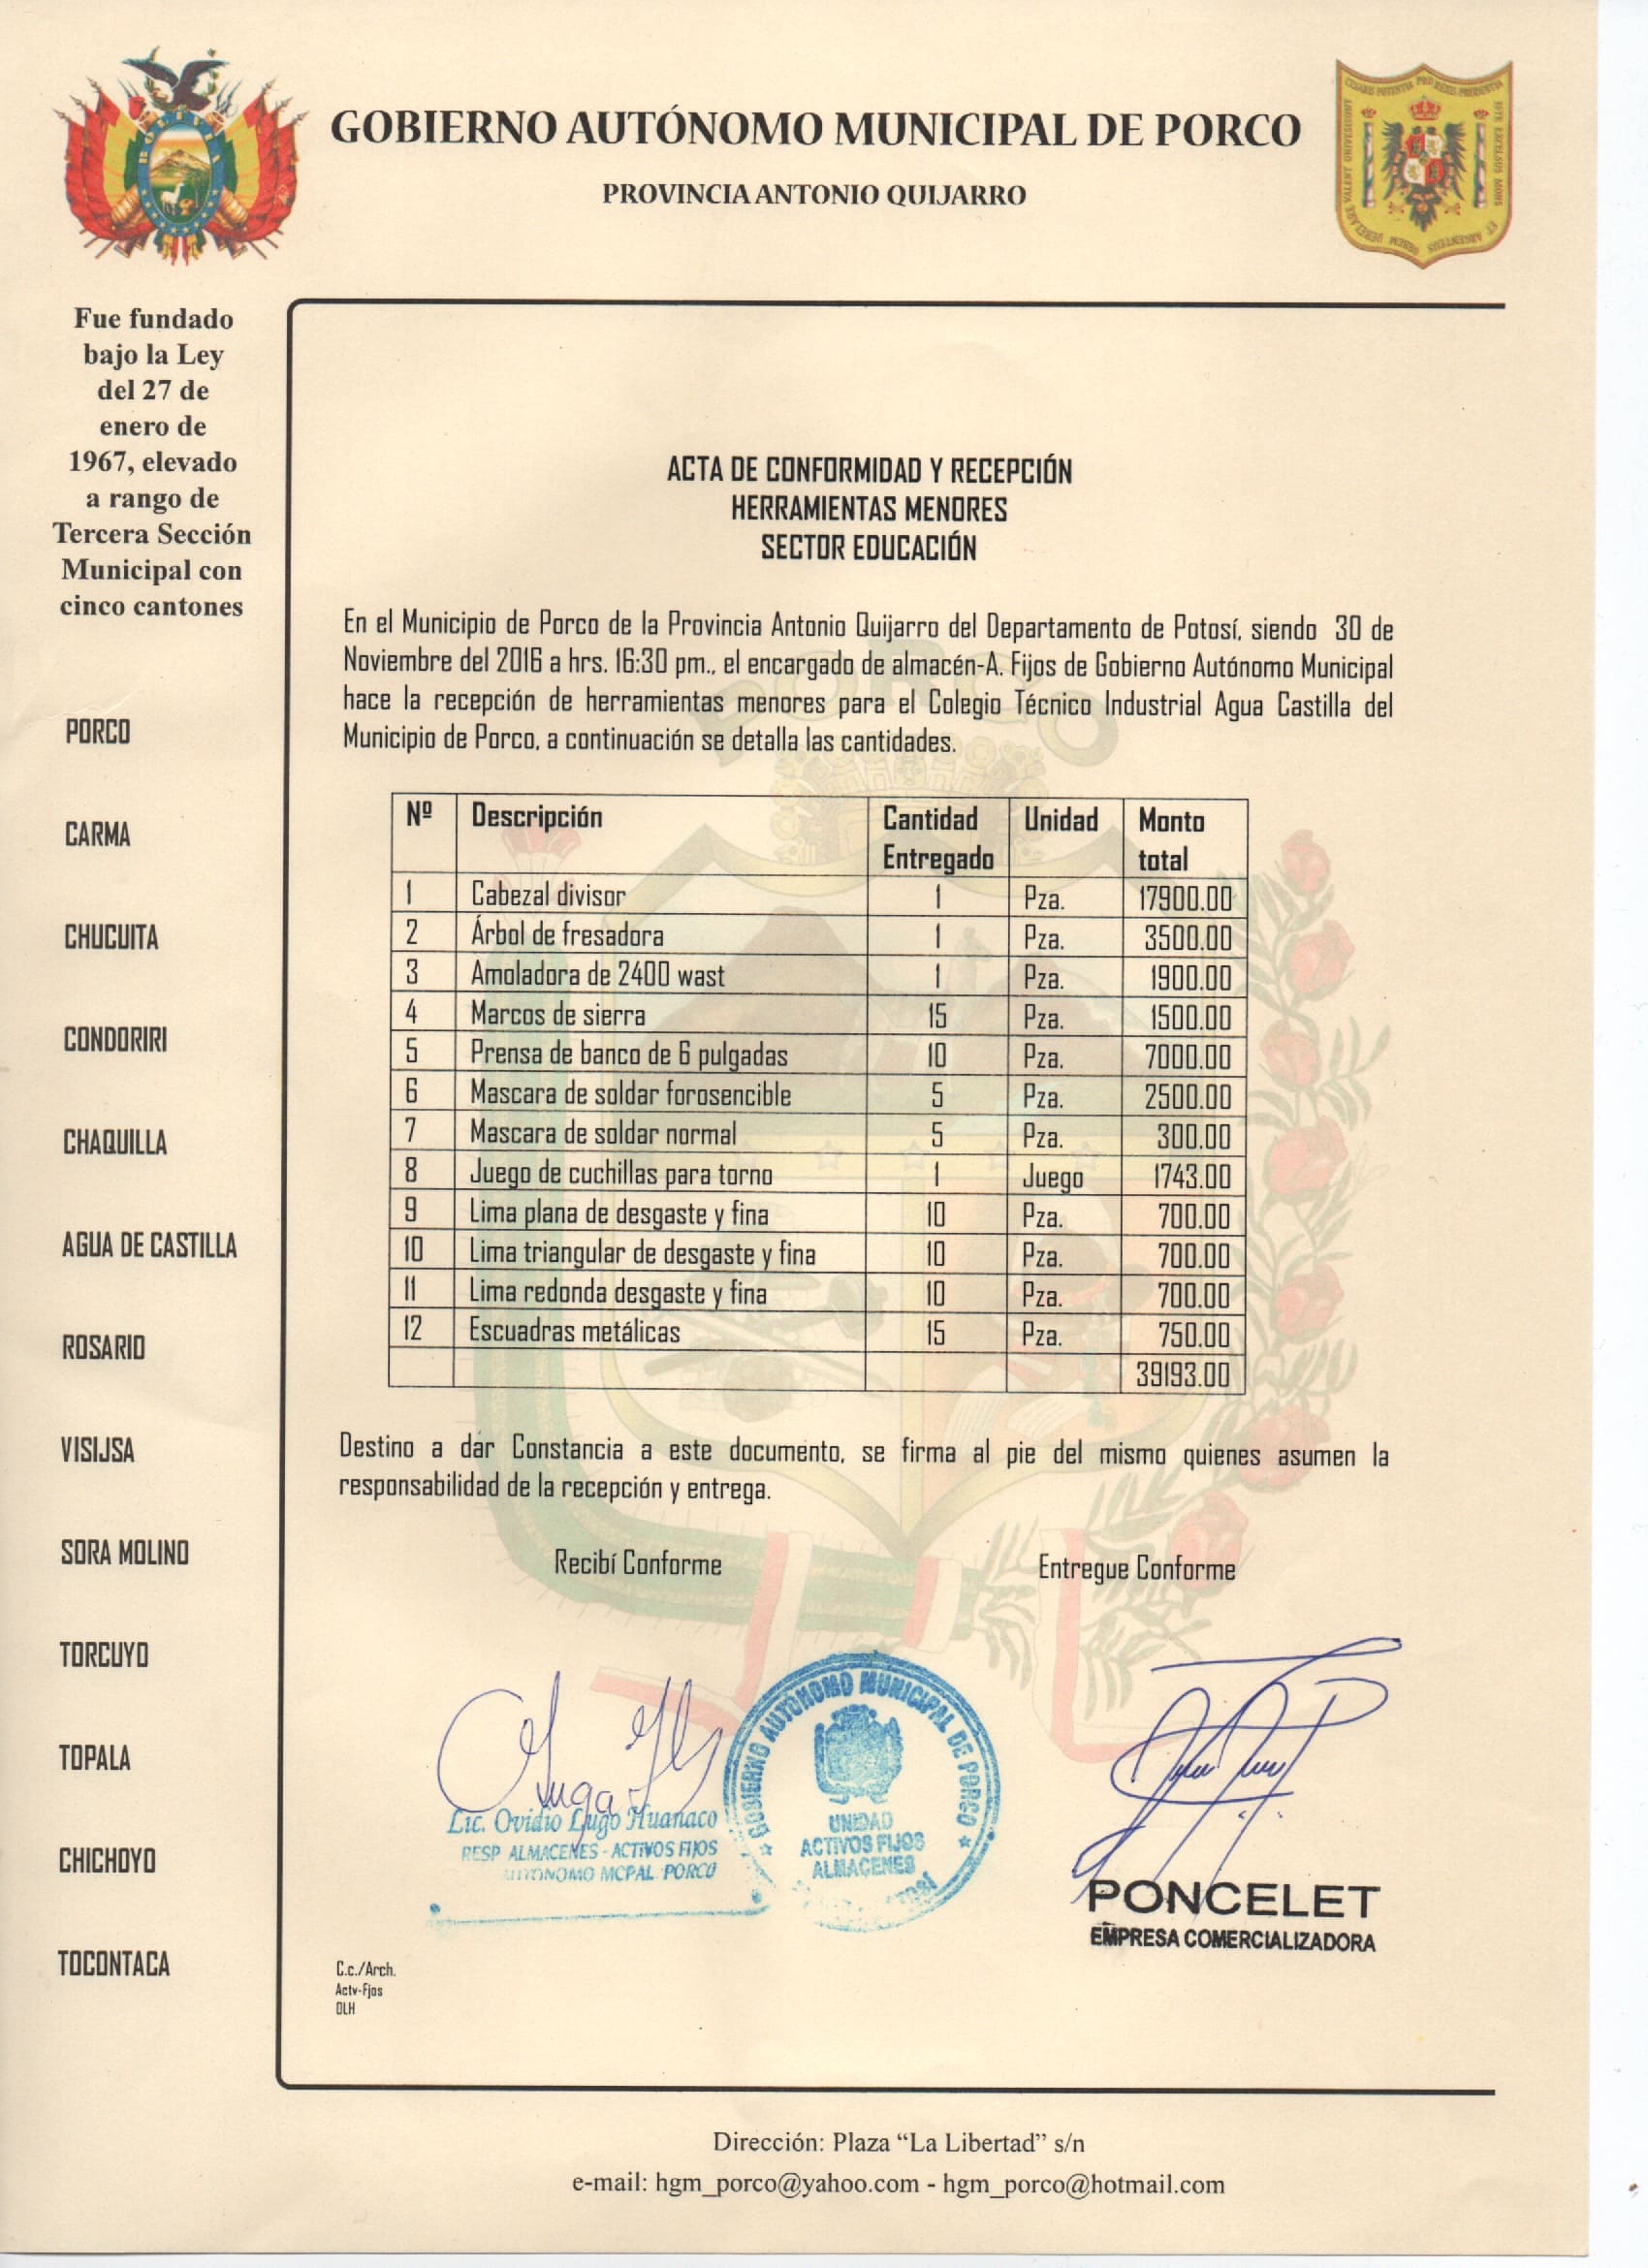 GOBIERNO AUTÓNOMO MUNICIPAL DE PORCO
PROVINCIA ANTONIO QUIJARRO
Fue fundado
bajo la Ley
del 27 de
enero de
1967, elevado
a rango de
Tercera Sección
Municipal con
cinco cantones
PORCO
CARMA
CHUCUITA
CONDORIRI
CHAQUILLA
AGUA DE CASTILLA
ROSARIO
VISIJSA
SORA MOLINO
TORCUYO
TOPALA
CHICHOYO
TOCONTACA
ACTA DE CONFORMIDAD Y RECEPCIÓN
HERRAMIENTAS MENORES
SECTOR EDUCACIÓN
En el Municipio de Porco de la Provincia Antonio Quijarro del Departamento de Potosí, siendo 30 de
Noviembre del 2016 a hrs. 16:30 pm., el encargado de almacén-A. Fijos de Gobierno Autónomo Municipal
hace la recepción de herramientas menores para el Colegio Técnico Industrial Agua Castilla del
Municipio de Porco, a continuación se detalla las cantidades.
Nº Descripción Cantidad Entregado Unidad Monto total
1 Cabezal divisor 1 Pza. 17900.00
2 Árbol de fresadora 1 Pza. 3500.00
3 Amoladora de 2400 wast 1 Pza. 1900.00
4 Marcos de sierra 15 Pza. 1500.00
5 Prensa de banco de 6 pulgadas 10 Pza. 7000.00
6 Mascara de soldar forosencible 5 Pza. 2500.00
7 Mascara de soldar normal 5 Pza. 300.00
8 Juego de cuchillas para torno 1 Juego 1743.00
9 Lima plana de desgaste y fina 10 Pza. 700.00
10 Lima triangular de desgaste y fina 10 Pza. 700.00
11 Lima redonda desgaste y fina 10 Pza. 700.00
12 Escuadras metálicas 15 Pza. 750.00
39193.00
Destino a dar Constancia a este documento, se firma al pie del mismo quienes asumen la
responsabilidad de la recepción y entrega.
Recibí Conforme Entregue Conforme
Lic. Ovidio Lugo Huanaco
RESP ALMACENES - ACTIVOS FIJOS
AUTONOMO MCPAL PORCO
GOBIERNO AUTÓNOMO MUNICIPAL DE PORCO
UNIDAD
ACTIVOS FIJOS
ALMACENES
PONCELET
EMPRESA COMERCIALIZADORA
C.c./Arch.
Actv-Fjos
OLH
Dirección: Plaza “La Libertad” s/n
e-mail: hgm_porco@yahoo.com - hgm_porco@hotmail.com